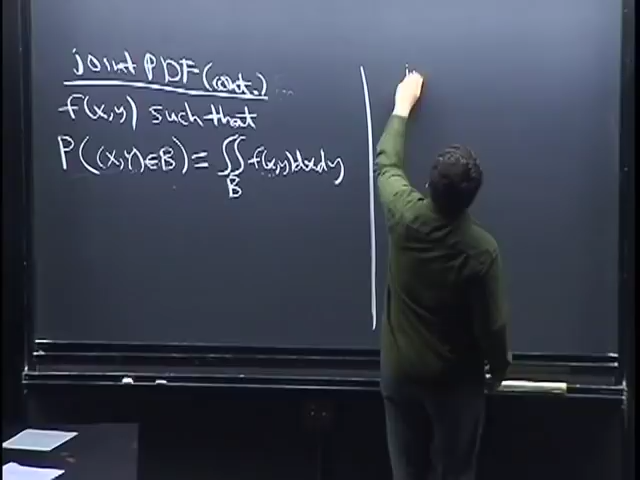 joint PDF (cont.)
f(x,y) such that
P((X,Y)∈B) = ∬_B f(x,y)dxdy